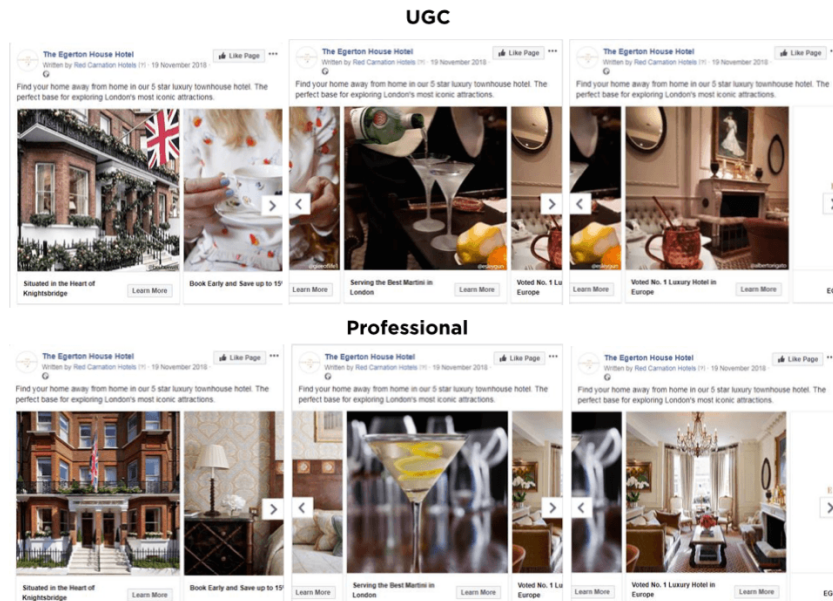 UGC
The Egerton House Hotel
Written by Red Carnation Hotels [?] · 19 November 2018 ·
Like Page
Find your home away from home in our 5 star luxury townhouse hotel. The
perfect base for exploring London's most iconic attractions.
Situated in the Heart of
Knightsbridge
Learn More
Book Early and Save up to 15
The Egerton House Hotel
Written by Red Carnation Hotels [?] · 19 November 2018 ·
Like Page
Find your home away from home in our 5 star luxury townhouse hotel. The
perfect base for exploring London's most iconic attractions.
Learn More
Serving the Best Martini in
London
Learn More
Voted No. 1 Lu
Europe
The Egerton House Hotel
Written by Red Carnation Hotels [?] · 19 November 2018 ·
Like Page
Find your home away from home in our 5 star luxury townhouse hotel. The
perfect base for exploring London's most iconic attractions.
Learn More
Voted No. 1 Luxury Hotel in
Europe
Learn More
EG
Professional
The Egerton House Hotel
Written by Red Carnation Hotels [?] · 19 November 2018 ·
Like Page
Find your home away from home in our 5 star luxury townhouse hotel. The
perfect base for exploring London's most iconic attractions.
Situated in the Heart of
Knightsbridge
Learn More
Book Early and Save up to 15
The Egerton House Hotel
Written by Red Carnation Hotels [?] · 19 November 2018 ·
Like Page
Find your home away from home in our 5 star luxury townhouse hotel. The
perfect base for exploring London's most iconic attractions.
Learn More
Serving the Best Martini in
London
Learn More
Voted No. 1 Lu
Europe
The Egerton House Hotel
Written by Red Carnation Hotels [?] · 19 November 2018 ·
Like Page
Find your home away from home in our 5 star luxury townhouse hotel. The
perfect base for exploring London's most iconic attractions.
Learn More
Voted No. 1 Luxury Hotel in
Europe
Learn More
EG